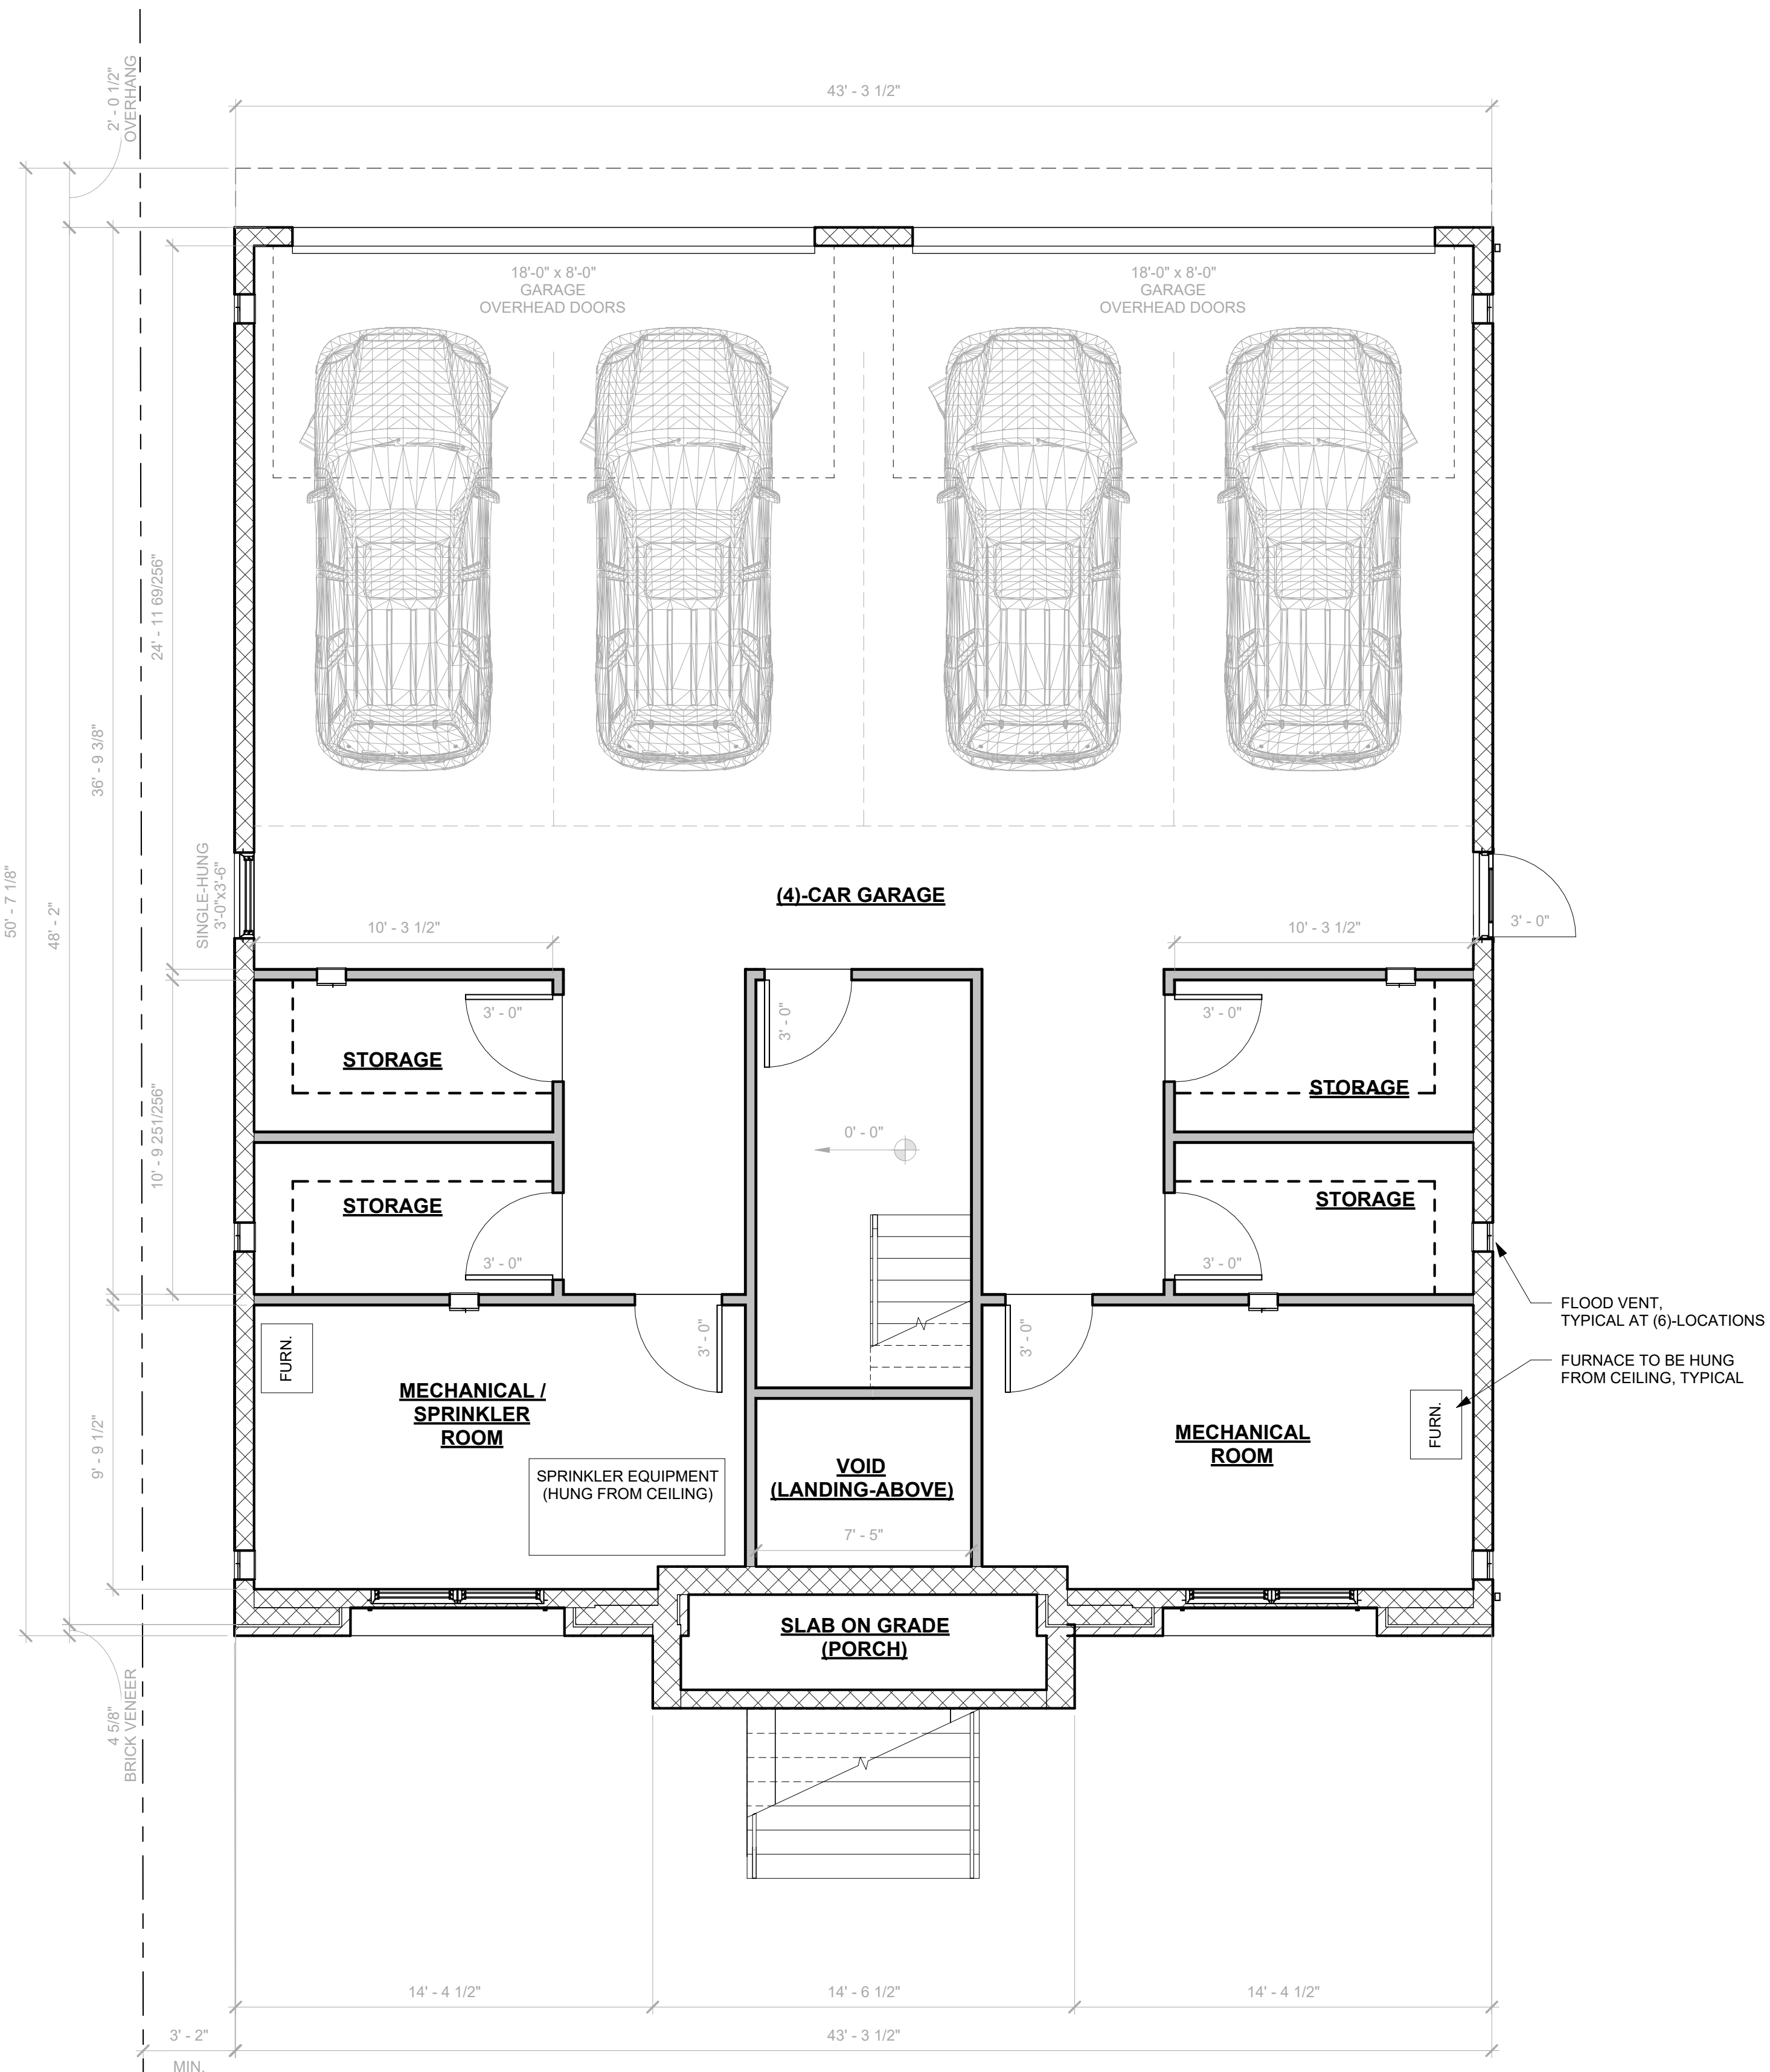 2' - 0 1/2"
OVERHANG
43' - 3 1/2"
18'-0" x 8'-0"
GARAGE
OVERHEAD DOORS
18'-0" x 8'-0"
GARAGE
OVERHEAD DOORS
24' - 11 69/256"
36' - 9 3/8"
50' - 7 1/8"
48' - 2"
SINGLE-HUNG
3'-0"x3'-6"
(4)-CAR GARAGE
3' - 0"
10' - 3 1/2"
10' - 3 1/2"
3' - 0"
3' - 0"
3' - 0"
STORAGE
STORAGE
10' - 9 251/256"
0' - 0"
STORAGE
STORAGE
3' - 0"
3' - 0"
FLOOD VENT,
TYPICAL AT (6)-LOCATIONS
FURN.
3' - 0"
3' - 0"
FURNACE TO BE HUNG
FROM CEILING, TYPICAL
MECHANICAL /
SPRINKLER
ROOM
FURN.
MECHANICAL
ROOM
9' - 9 1/2"
SPRINKLER EQUIPMENT
(HUNG FROM CEILING)
VOID
(LANDING-ABOVE)
7' - 5"
SLAB ON GRADE
(PORCH)
4 5/8"
BRICK VENEER
14' - 4 1/2"
14' - 6 1/2"
14' - 4 1/2"
3' - 2"
MIN.
43' - 3 1/2"